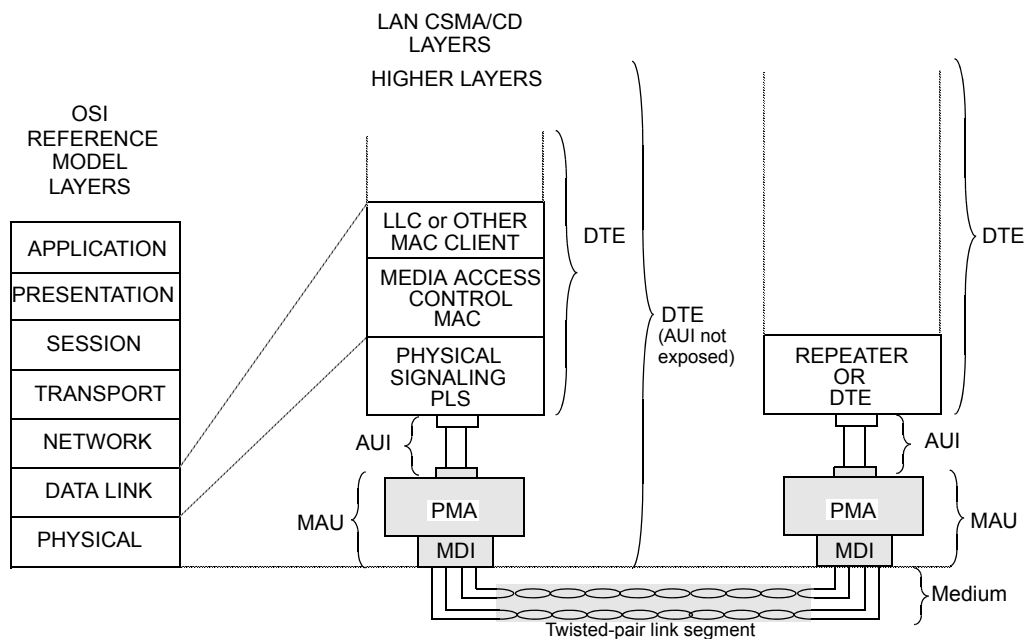 LAN CSMA/CD
LAYERS
HIGHER LAYERS
OSI
REFERENCE
MODEL
LAYERS
APPLICATION
PRESENTATION
SESSION
TRANSPORT
NETWORK
DATA LINK
PHYSICAL
LLC or OTHER
MAC CLIENT
MEDIA ACCESS
CONTROL
MAC
PHYSICAL
SIGNALING
PLS
DTE
AUI
MAU
PMA
MDI
DTE
(AUI not
exposed)
REPEATER
OR
DTE
DTE
AUI
PMA
MDI
MAU
Medium
Twisted-pair link segment